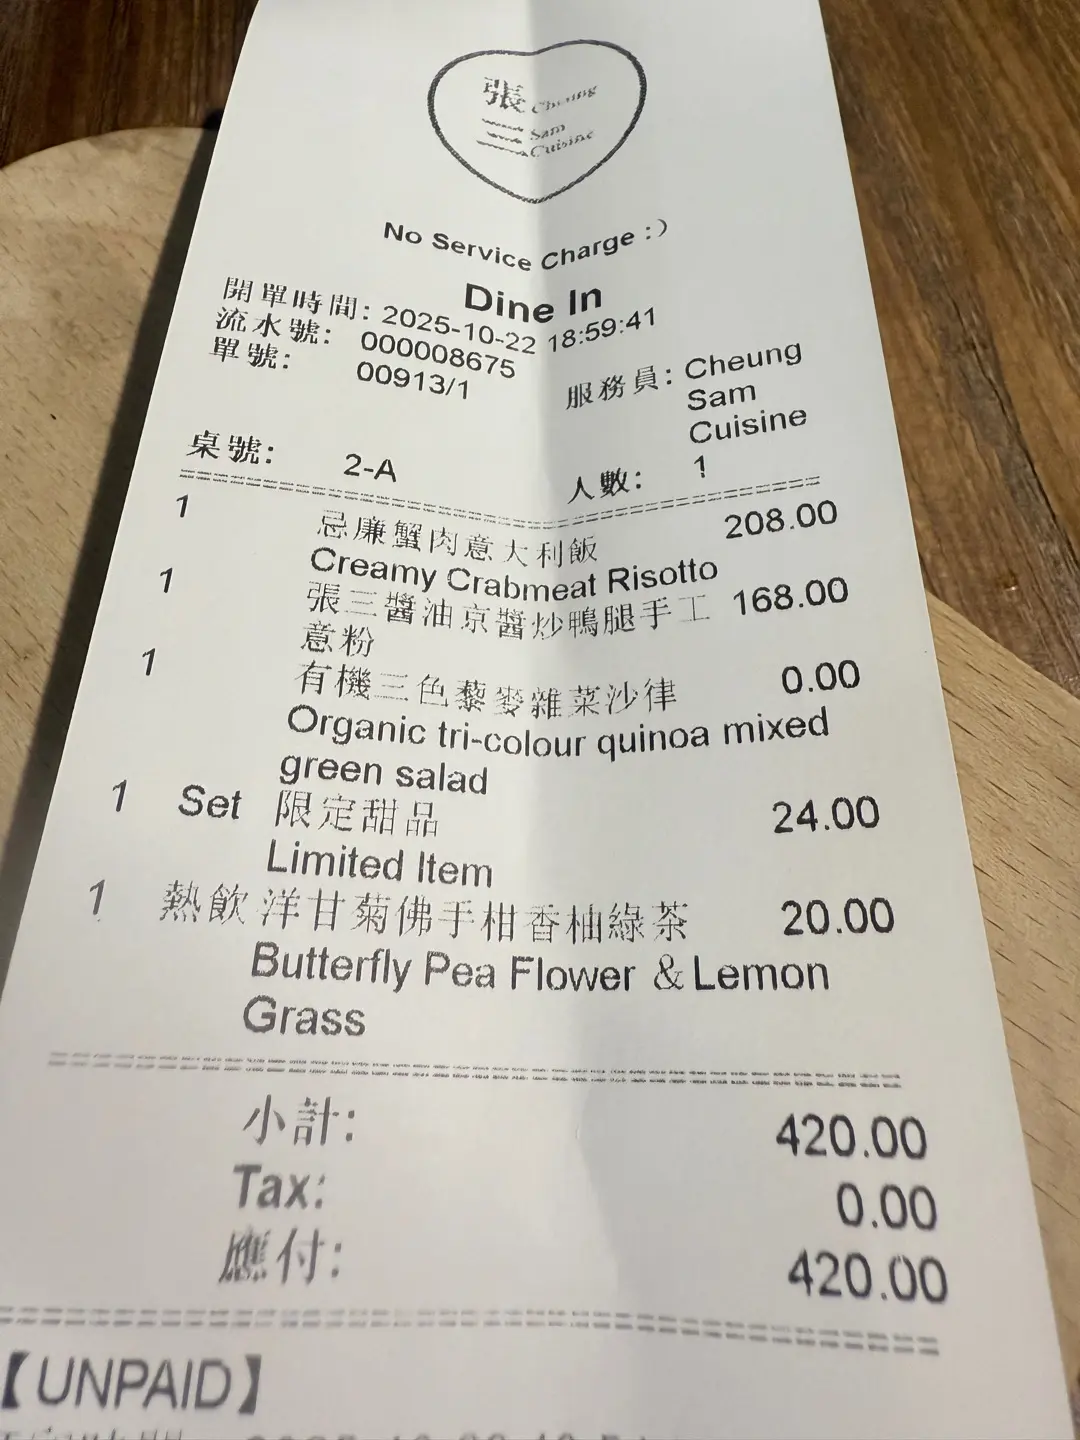 張三 Cheung
Sam
Cuisine
No Service Charge :)
Dine In
開單時間: 2025-10-22 18:59:41
流水號: 000008675
單號: 00913/1
服務員: Cheung
Sam
Cuisine
桌號: 2-A
人數: 1
1 忌廉蟹肉意大利飯 208.00
Creamy Crabmeat Risotto
1 張三醬油京醬炒鴨腿手工 168.00
意粉
1 有機三色藜麥雜菜沙律 0.00
Organic tri-colour quinoa mixed
green salad
1 Set 限定甜品 24.00
Limited Item
1 熱飲 洋甘菊佛手柑香柚綠茶 20.00
Butterfly Pea Flower & Lemon
Grass
小計: 420.00
Tax: 0.00
應付: 420.00
【UNPAID】